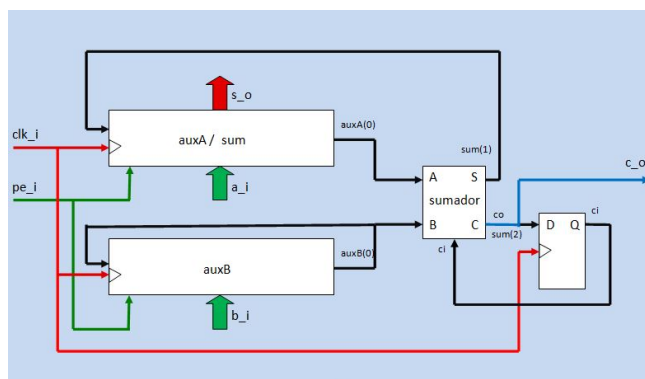 s_o
auxA(0)
clk_i
auxA / sum
sum(1)
c_o
A
S
pe_i
a_i
sumador
B
C
co
ci
D
Q
sum(2)
auxB
auxB(0)
ci
b_i